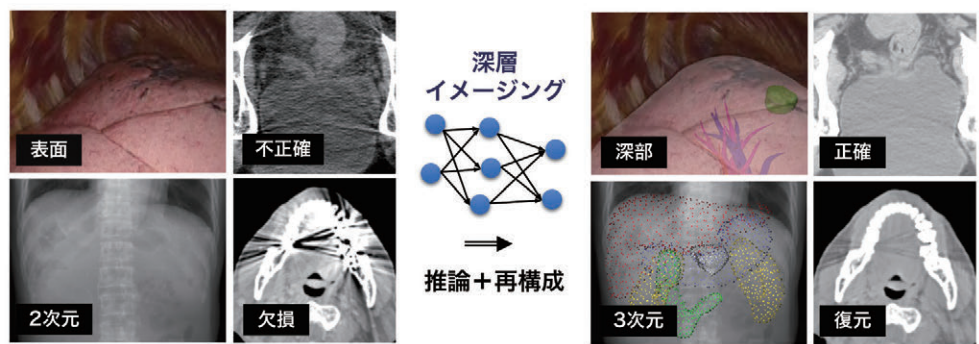 表面
不正確
2次元
欠損
深層
イメージング
推論＋再構成
深部
正確
3次元
復元